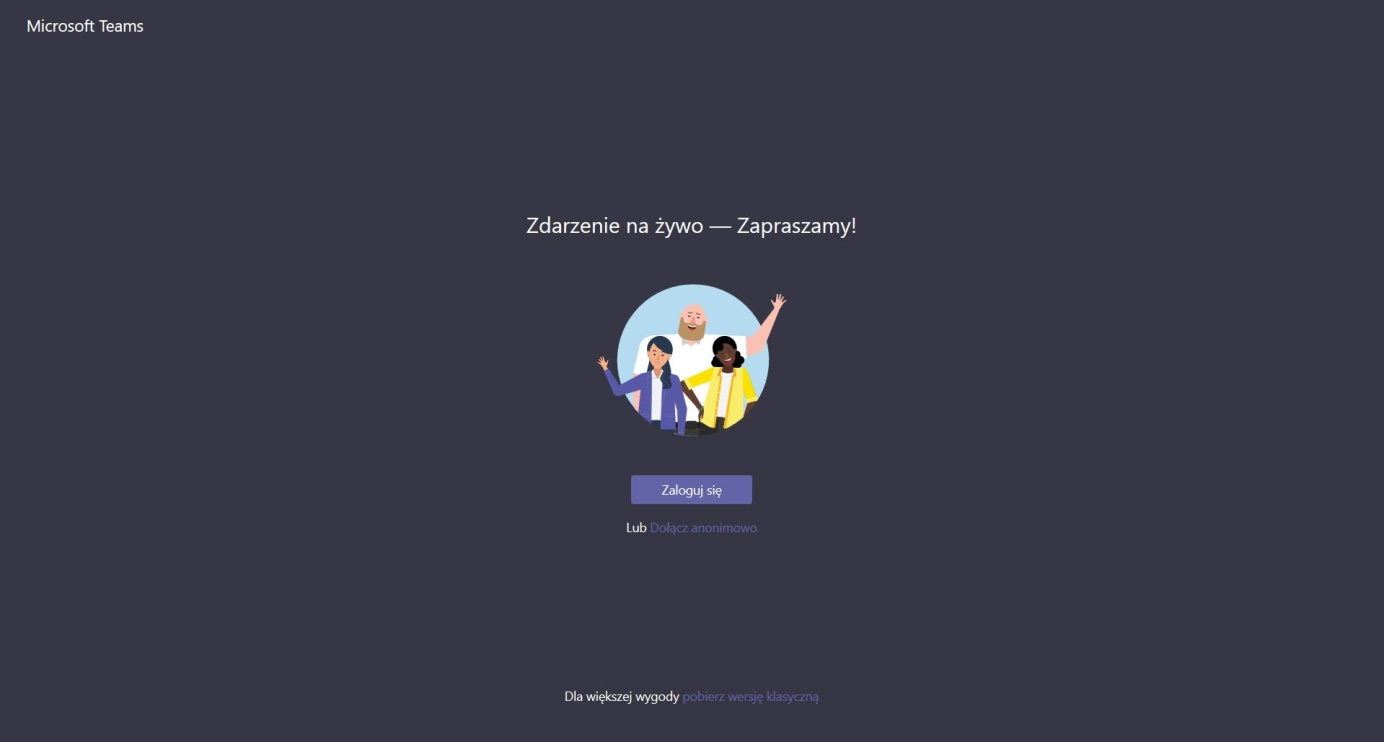 Microsoft Teams
Zdarzenie na żywo — Zapraszamy!
Zaloguj się
Lub Dołącz anonimowo
Dla większej wygody pobierz wersję klasyczną